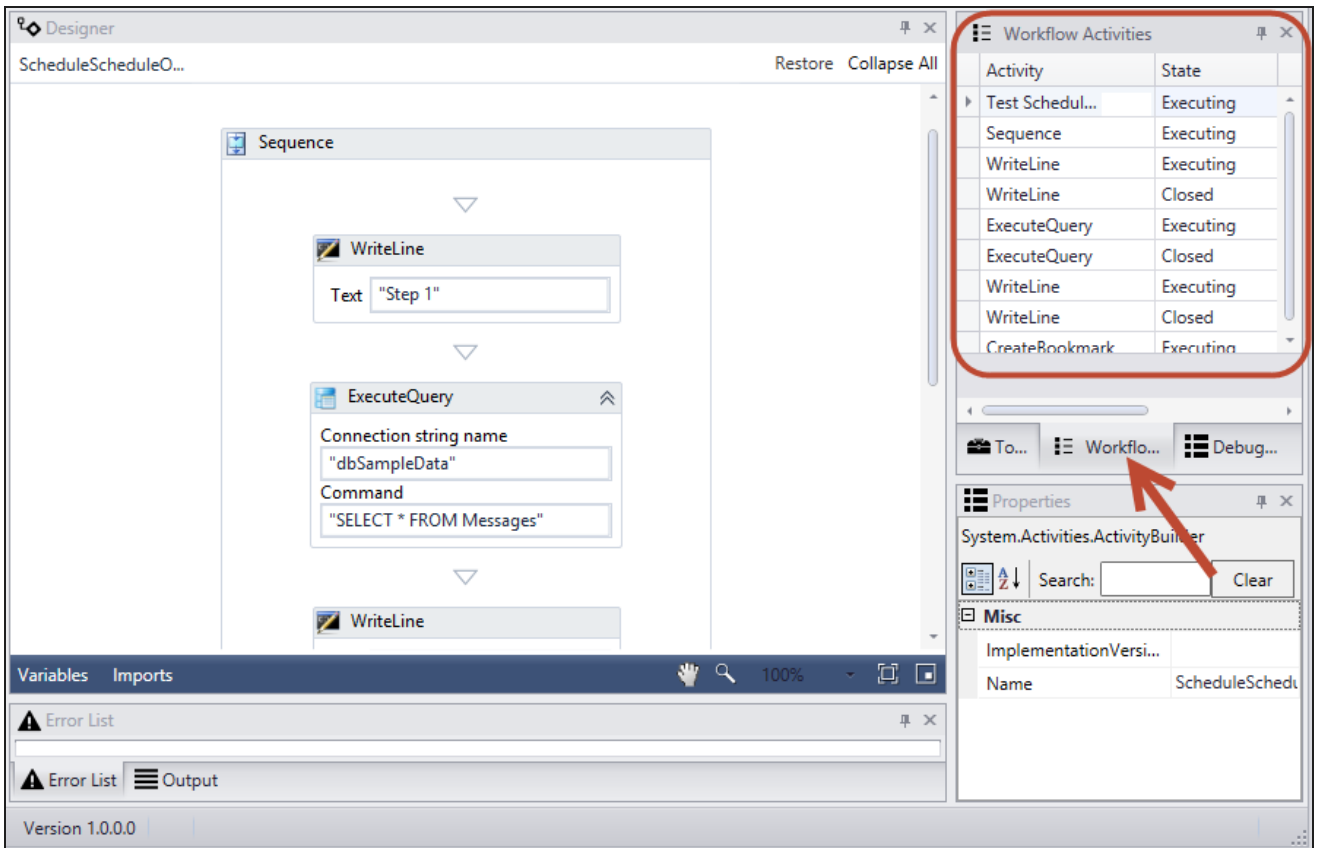 Designer
ScheduleScheduleO...
Restore Collapse All
Sequence
WriteLine
Text "Step 1"
ExecuteQuery
Connection string name
"dbSampleData"
Command
"SELECT * FROM Messages"
WriteLine
Variables Imports
100%
Error List
Error List Output
Version 1.0.0.0
Workflow Activities
Activity State
Test Schedul... Executing
Sequence Executing
WriteLine Executing
WriteLine Closed
ExecuteQuery Executing
ExecuteQuery Closed
WriteLine Executing
WriteLine Closed
CreateBookmark Executing
To... Workflo... Debug...
Properties
System.Activities.ActivityBuilder
Search: Clear
Misc
ImplementationVersi...
Name ScheduleSchedu